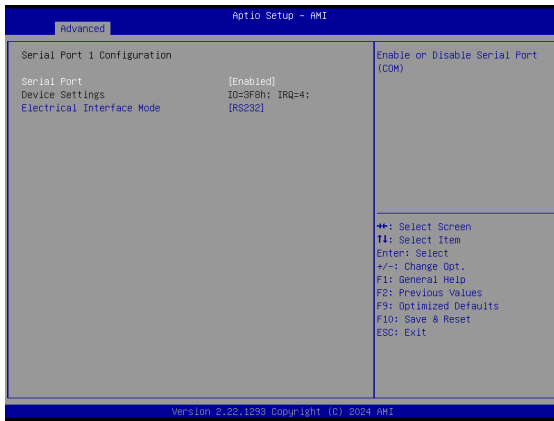 Aptio Setup - AMI
Advanced
Serial Port 1 Configuration
Serial Port [Enabled]
Device Settings IO=3F8h; IRQ=4;
Electrical Interface Mode [RS232]
Enable or Disable Serial Port
(COM)
→←: Select Screen
↑↓: Select Item
Enter: Select
+/-: Change Opt.
F1: General Help
F2: Previous Values
F9: Optimized Defaults
F10: Save & Reset
ESC: Exit
Version 2.22.1293 Copyright (C) 2024 AMI